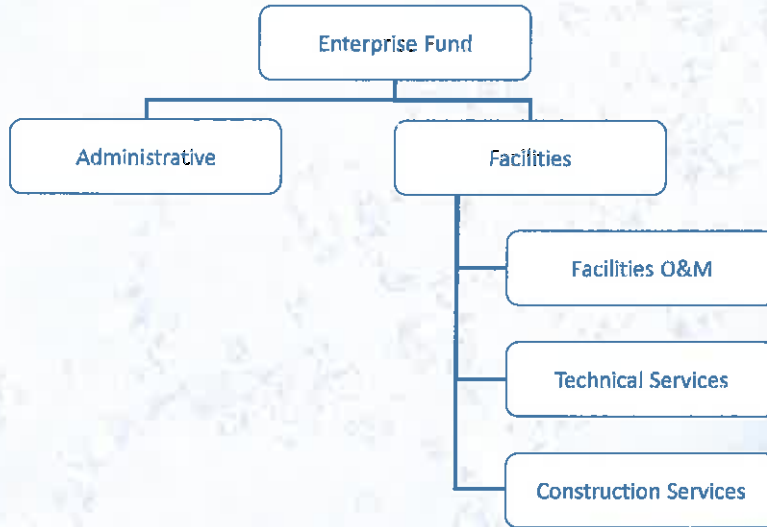 Enterprise Fund
Administrative
Facilities
Facilities O&M
Technical Services
Construction Services